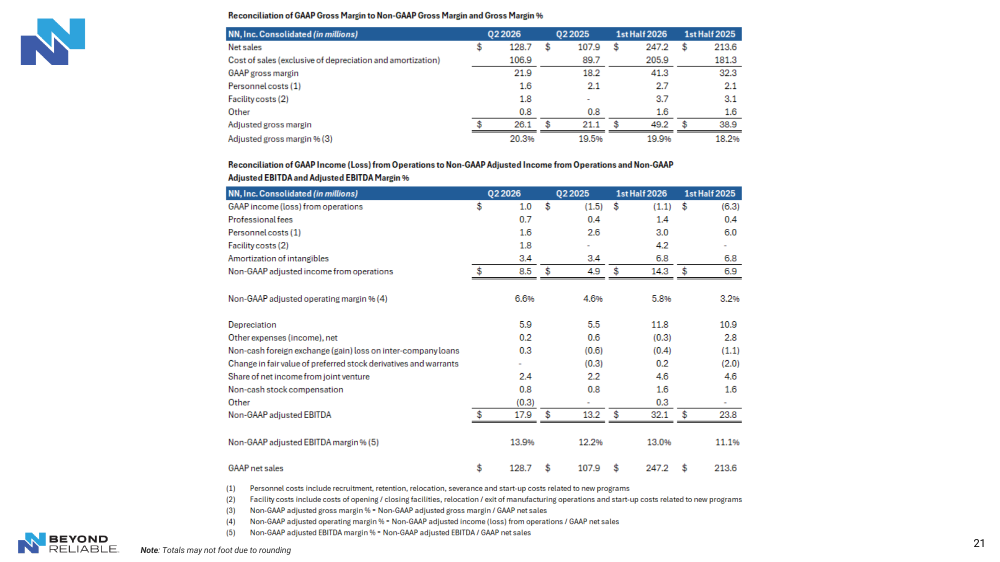 Reconciliation of GAAP Gross Margin to Non-GAAP Gross Margin and Gross Margin %
NN, Inc. Consolidated (in millions) Q2 2026 Q2 2025 1st Half 2026 1st Half 2025
Net sales $ 128.7 $ 107.9 $ 247.2 $ 213.6
Cost of sales (exclusive of depreciation and amortization) 106.9 89.7 205.9 181.3
GAAP gross margin 21.9 18.2 41.3 32.3
Personnel costs (1) 1.6 2.1 2.7 2.1
Facility costs (2) 1.8 - 3.7 3.1
Other 0.8 0.8 1.6 1.6
Adjusted gross margin $ 26.1 $ 21.1 $ 49.2 $ 38.9
Adjusted gross margin % (3) 20.3% 19.5% 19.9% 18.2%
Reconciliation of GAAP Income (Loss) from Operations to Non-GAAP Adjusted Income from Operations and Non-GAAP
Adjusted EBITDA and Adjusted EBITDA Margin %
NN, Inc. Consolidated (in millions) Q2 2026 Q2 2025 1st Half 2026 1st Half 2025
GAAP income (loss) from operations $ 1.0 $ (1.5) $ (1.1) $ (6.3)
Professional fees 0.7 0.4 1.4 0.4
Personnel costs (1) 1.6 2.6 3.0 6.0
Facility costs (2) 1.8 - 4.2 -
Amortization of intangibles 3.4 3.4 6.8 6.8
Non-GAAP adjusted income from operations $ 8.5 $ 4.9 $ 14.3 $ 6.9
Non-GAAP adjusted operating margin % (4) 6.6% 4.6% 5.8% 3.2%
Depreciation 5.9 5.5 11.8 10.9
Other expenses (income), net 0.2 0.6 (0.3) 2.8
Non-cash foreign exchange (gain) loss on inter-company loans 0.3 (0.6) (0.4) (1.1)
Change in fair value of preferred stock derivatives and warrants - (0.3) 0.2 (2.0)
Share of net income from joint venture 2.4 2.2 4.6 4.6
Non-cash stock compensation 0.8 0.8 1.6 1.6
Other (0.3) - 0.3 -
Non-GAAP adjusted EBITDA $ 17.9 $ 13.2 $ 32.1 $ 23.8
Non-GAAP adjusted EBITDA margin % (5) 13.9% 12.2% 13.0% 11.1%
GAAP net sales $ 128.7 $ 107.9 $ 247.2 $ 213.6
(1) Personnel costs include recruitment, retention, relocation, severance and start-up costs related to new programs
(2) Facility costs include costs of opening / closing facilities, relocation / exit of manufacturing operations and start-up costs related to new programs
(3) Non-GAAP adjusted gross margin % = Non-GAAP adjusted gross margin / GAAP net sales
(4) Non-GAAP adjusted operating margin % = Non-GAAP adjusted income (loss) from operations / GAAP net sales
(5) Non-GAAP adjusted EBITDA margin % = Non-GAAP adjusted EBITDA / GAAP net sales
BEYOND
RELIABLE
Note: Totals may not foot due to rounding
21